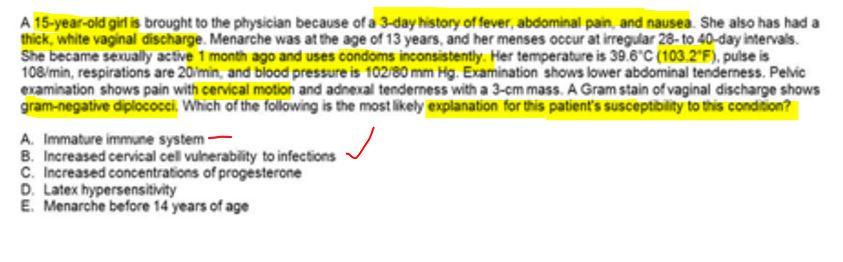 A 15-year-old girl is brought to the physician because of a 3-day history of fever, abdominal pain, and nausea. She also has had a
thick, white vaginal discharge. Menarche was at the age of 13 years, and her menses occur at irregular 28- to 40-day intervals.
She became sexually active 1 month ago and uses condoms inconsistently. Her temperature is 39.6°C (103.2°F), pulse is
108/min, respirations are 20/min, and blood pressure is 102/80 mm Hg. Examination shows lower abdominal tenderness. Pelvic
examination shows pain with cervical motion and adnexal tenderness with a 3-cm mass. A Gram stain of vaginal discharge shows
gram-negative diplococci. Which of the following is the most likely explanation for this patient's susceptibility to this condition?
A. Immature immune system
B. Increased cervical cell vulnerability to infections
C. Increased concentrations of progesterone
D. Latex hypersensitivity
E. Menarche before 14 years of age